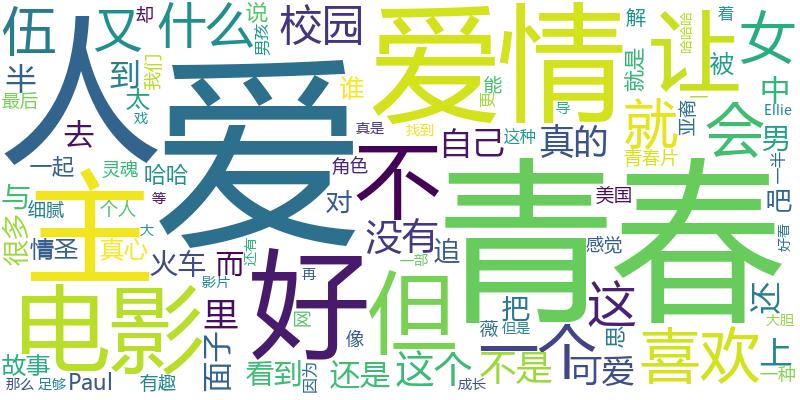 伍
又
什么
却
说
男孩
校园
爱情
让
解
着
哈哈哈
女
人
爱
半
到
我们
谁
能
更
就是
被
中
最后
太
戏
去
不
真是
找到
自己
这种
导
真的
就
亚裔
一
会
Ellie
男
一起
灵魂
哈哈
角色
青春片
一半
很多
与
主
等
个人
对
美国
吧
细腻
情圣
真心
大
还有
没有
追
青春
感觉
好看
火车
而
影片
好
再
一部
但
这
还
电影
里
因为
区
像
把
薇
但是
一个
思
大胆
故事
面子
看到
还是
这个
不是
可爱
喜欢
上
那么
足够
Paul
有趣
成长
一种